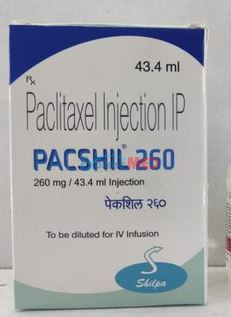 43.4 ml
Rx
Paclitaxel Injection IP
PACSHIL® 260
260 mg / 43.4 ml Injection
पेकशिल २६०
To be diluted for IV Infusion
Shilpa